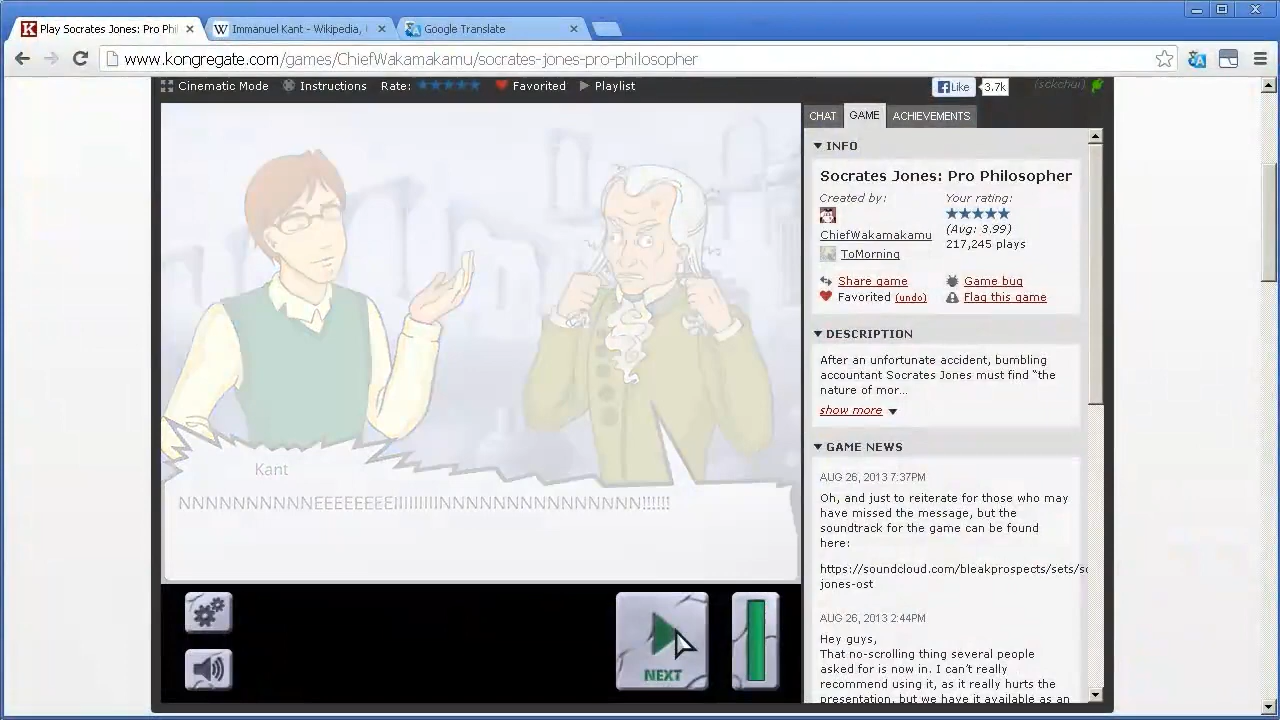 Play Socrates Jones: Pro Phil
Immanuel Kant - Wikipedia,
Google Translate
www.kongregate.com/games/ChiefWakamakamu/socrates-jones-pro-philosopher
Cinematic Mode
Instructions
Rate:
Favorited
Playlist
Like
3.7k
(sckchui)
CHAT
GAME
ACHIEVEMENTS
INFO
Socrates Jones: Pro Philosopher
Created by:
ChiefWakamakamu
ToMorning
Your rating:
(Avg: 3.99)
217,245 plays
Share game
Game bug
Favorited (undo)
Flag this game
DESCRIPTION
After an unfortunate accident, bumbling
accountant Socrates Jones must find "the
nature of mor...
show more
GAME NEWS
AUG 26, 2013 7:37PM
Oh, and just to reiterate for those who may
have missed the message, but the
soundtrack for the game can be found
here:
https://soundcloud.com/bleakprospects/sets/so
jones-ost
AUG 26, 2013 2:44PM
Hey guys,
That no-scrolling thing several people
asked for is now in. I can't really
recommend using it, as it really hurts the
presentation, but we have it available as an
Kant
NNNNNNNNNNEEEEEEEEIIIIIIIIINNNNNNNNNNNNNNN!!!!!!
NEXT